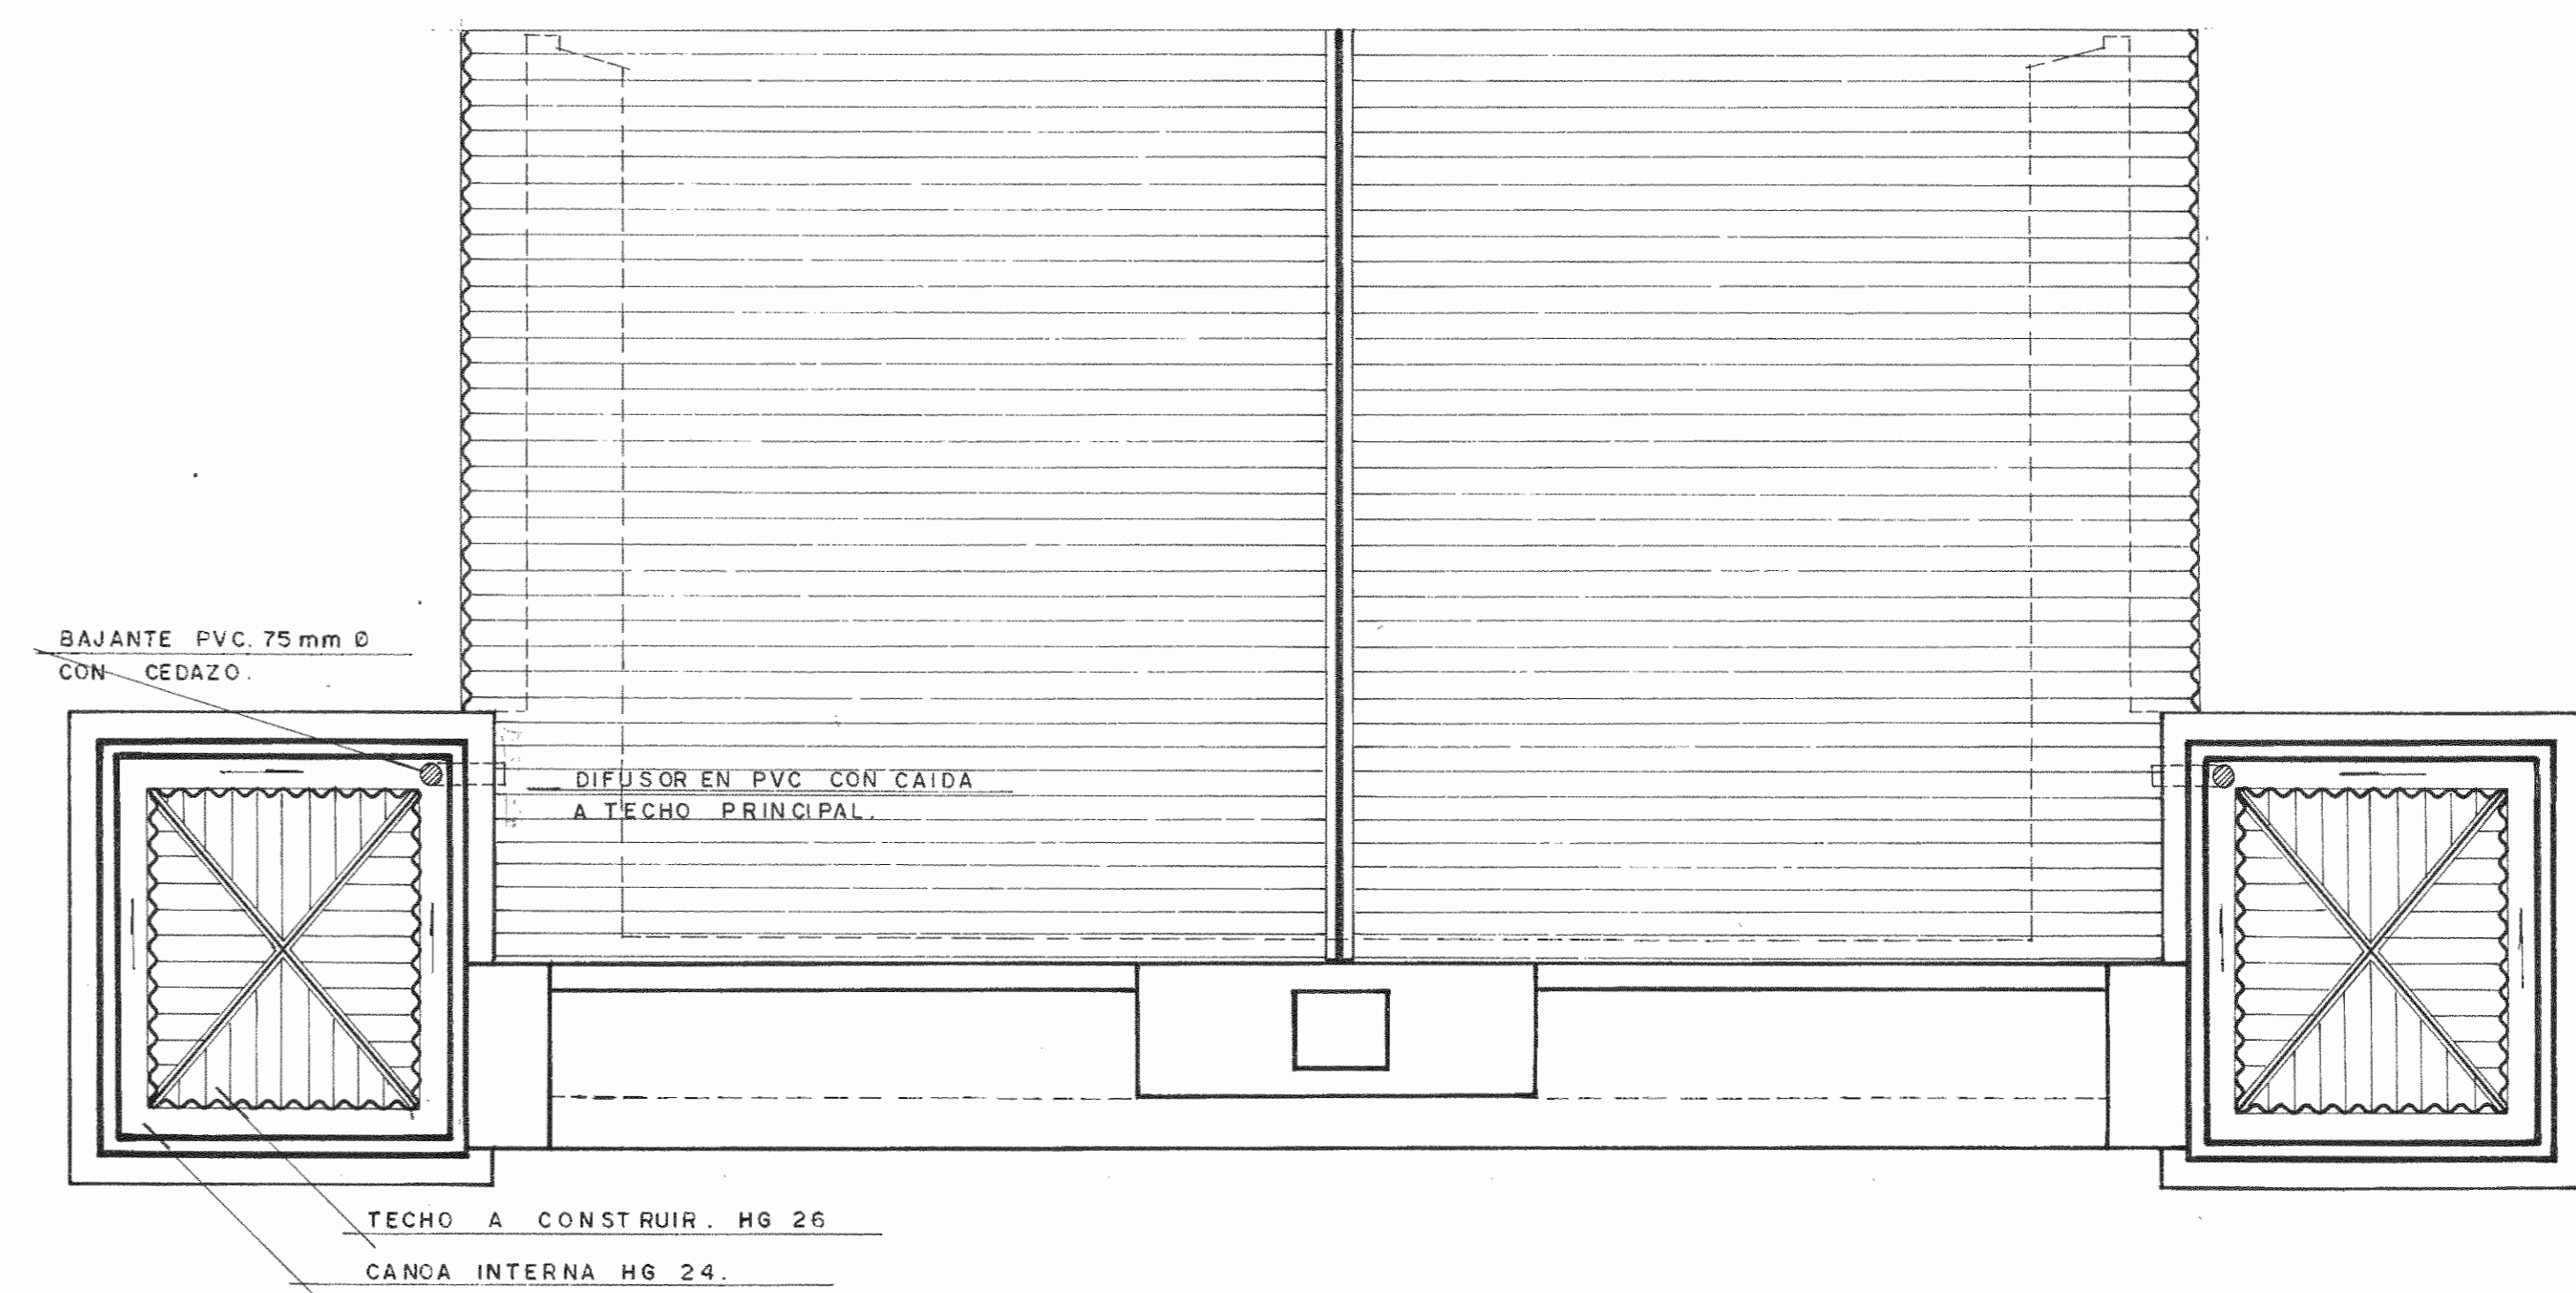 BAJANTE PVC. 75 mm Ø
CON CEDAZO.
DIFUSOR EN PVC CON CAIDA
A TECHO PRINCIPAL.
TECHO A CONSTRUIR. HG 26
CANOA INTERNA HG 24.